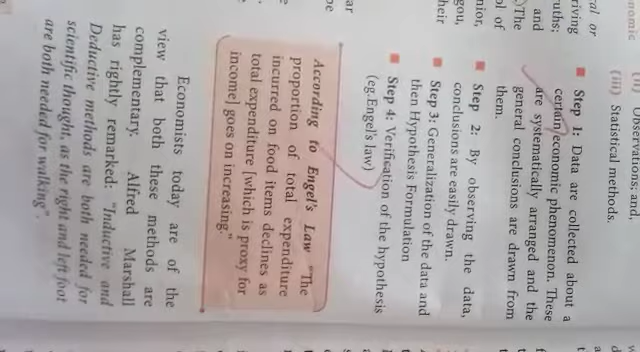 (ii) Observations; and,
(iii) Statistical methods.
Step 1: Data are collected about a
certain economic phenomenon. These
are systematically arranged and the
general conclusions are drawn from
them.
Step 2: By observing the data,
conclusions are easily drawn.
Step 3: Generalization of the data and
then Hypothesis Formulation
Step 4: Verification of the hypothesis
(eg.Engel's law)
According to Engel's Law "The
proportion of total expenditure
incurred on food items declines as
total expenditure [which is proxy for
income] goes on increasing."
Economists today are of the
view that both these methods are
complementary. Alfred Marshall
has rightly remarked: "Inductive and
Deductive methods are both needed for
scientific thought, as the right and left foot
are both needed for walking".